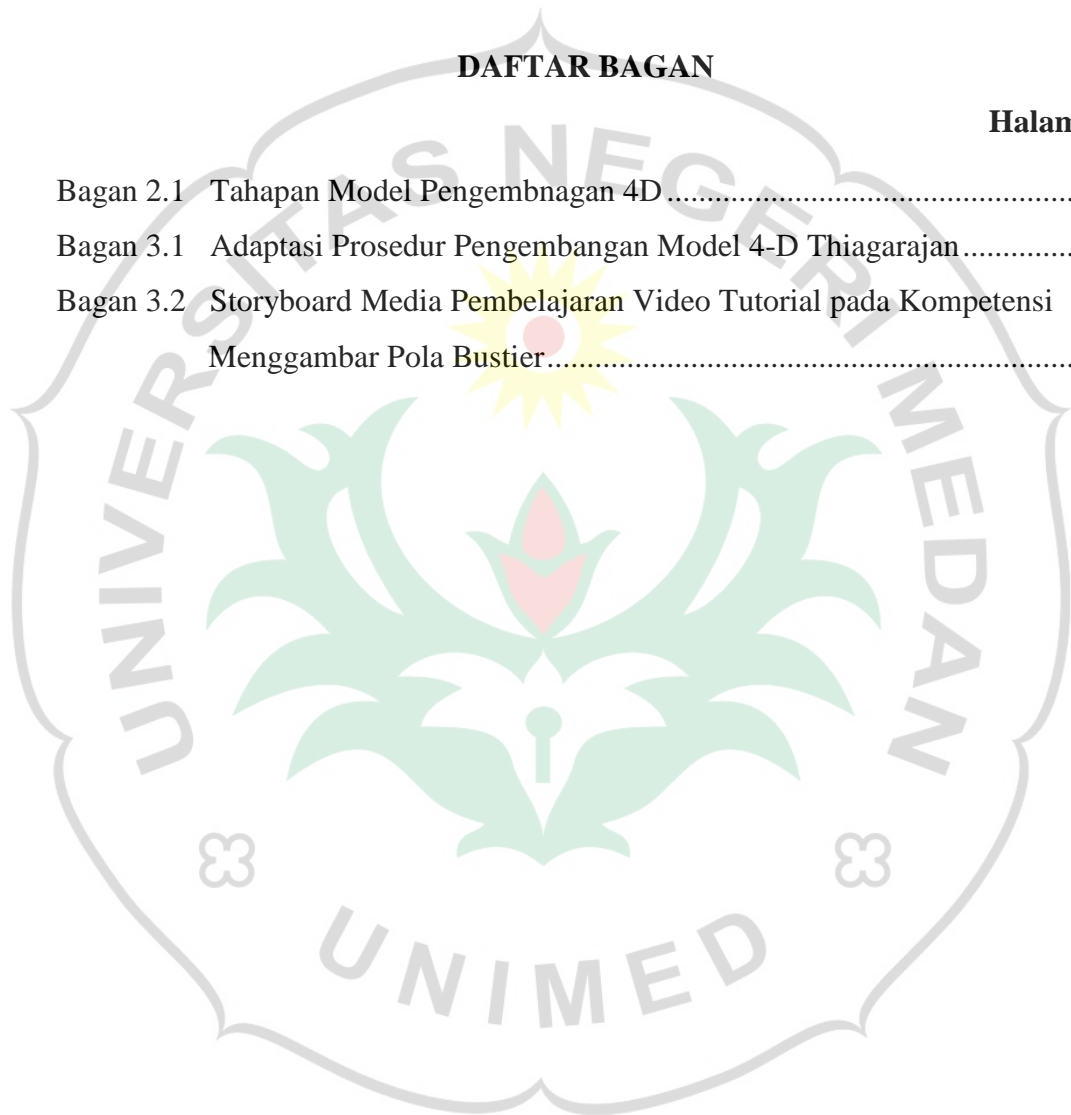 DAFTAR BAGAN
Halam
Bagan 2.1 Tahapan Model Pengembnagan 4D.....................................................
Bagan 3.1 Adaptasi Prosedur Pengembangan Model 4-D Thiagarajan...............
Bagan 3.2 Storyboard Media Pembelajaran Video Tutorial pada Kompetensi
Menggambar Pola Bustier....................................................................
UNIVERSITAS NEGERI MEDAN
UNIMED